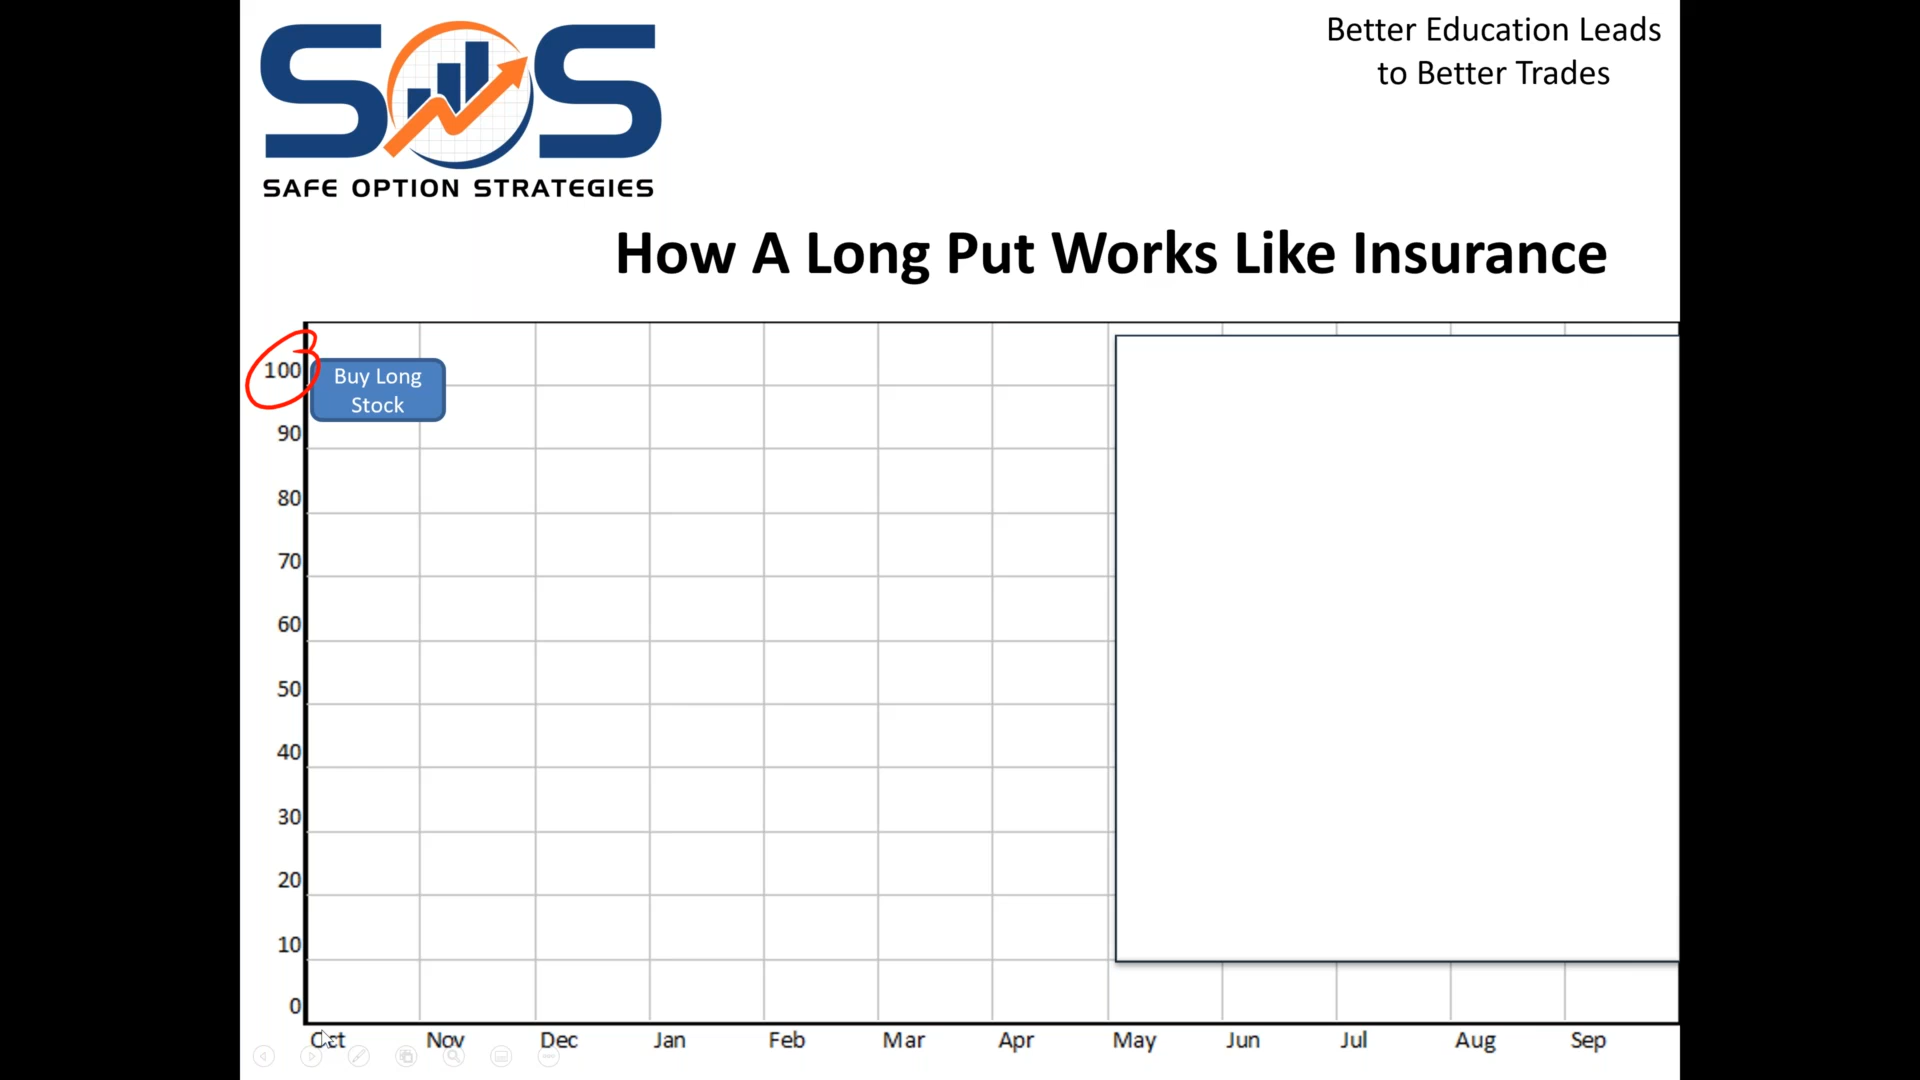 SOS
SAFE OPTION STRATEGIES
Better Education Leads
to Better Trades
How A Long Put Works Like Insurance
100
Buy Long
Stock
90
80
70
60
50
40
30
20
10
0
Oct Nov Dec Jan Feb Mar Apr May Jun Jul Aug Sep